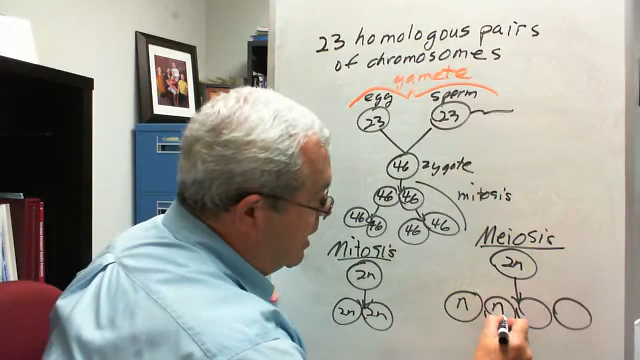 23 homologous pairs
of chromosomes
gamete
egg sperm
23 23
46 zygote
46 46 mitosis
46 46 46 46
Mitosis Meiosis
2n 2n
2n 2n n n